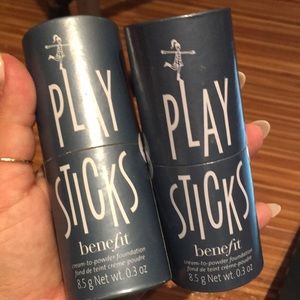 PLAY
STICKS
benefit
cream-to-powder foundation
fond de teint crème-poudre
8.5 g Net wt. 0.3 oz
PLAY
STICKS
benefit
cream-to-powder foundation
fond de teint crème-poudre
8.5 g Net wt. 0.3 oz